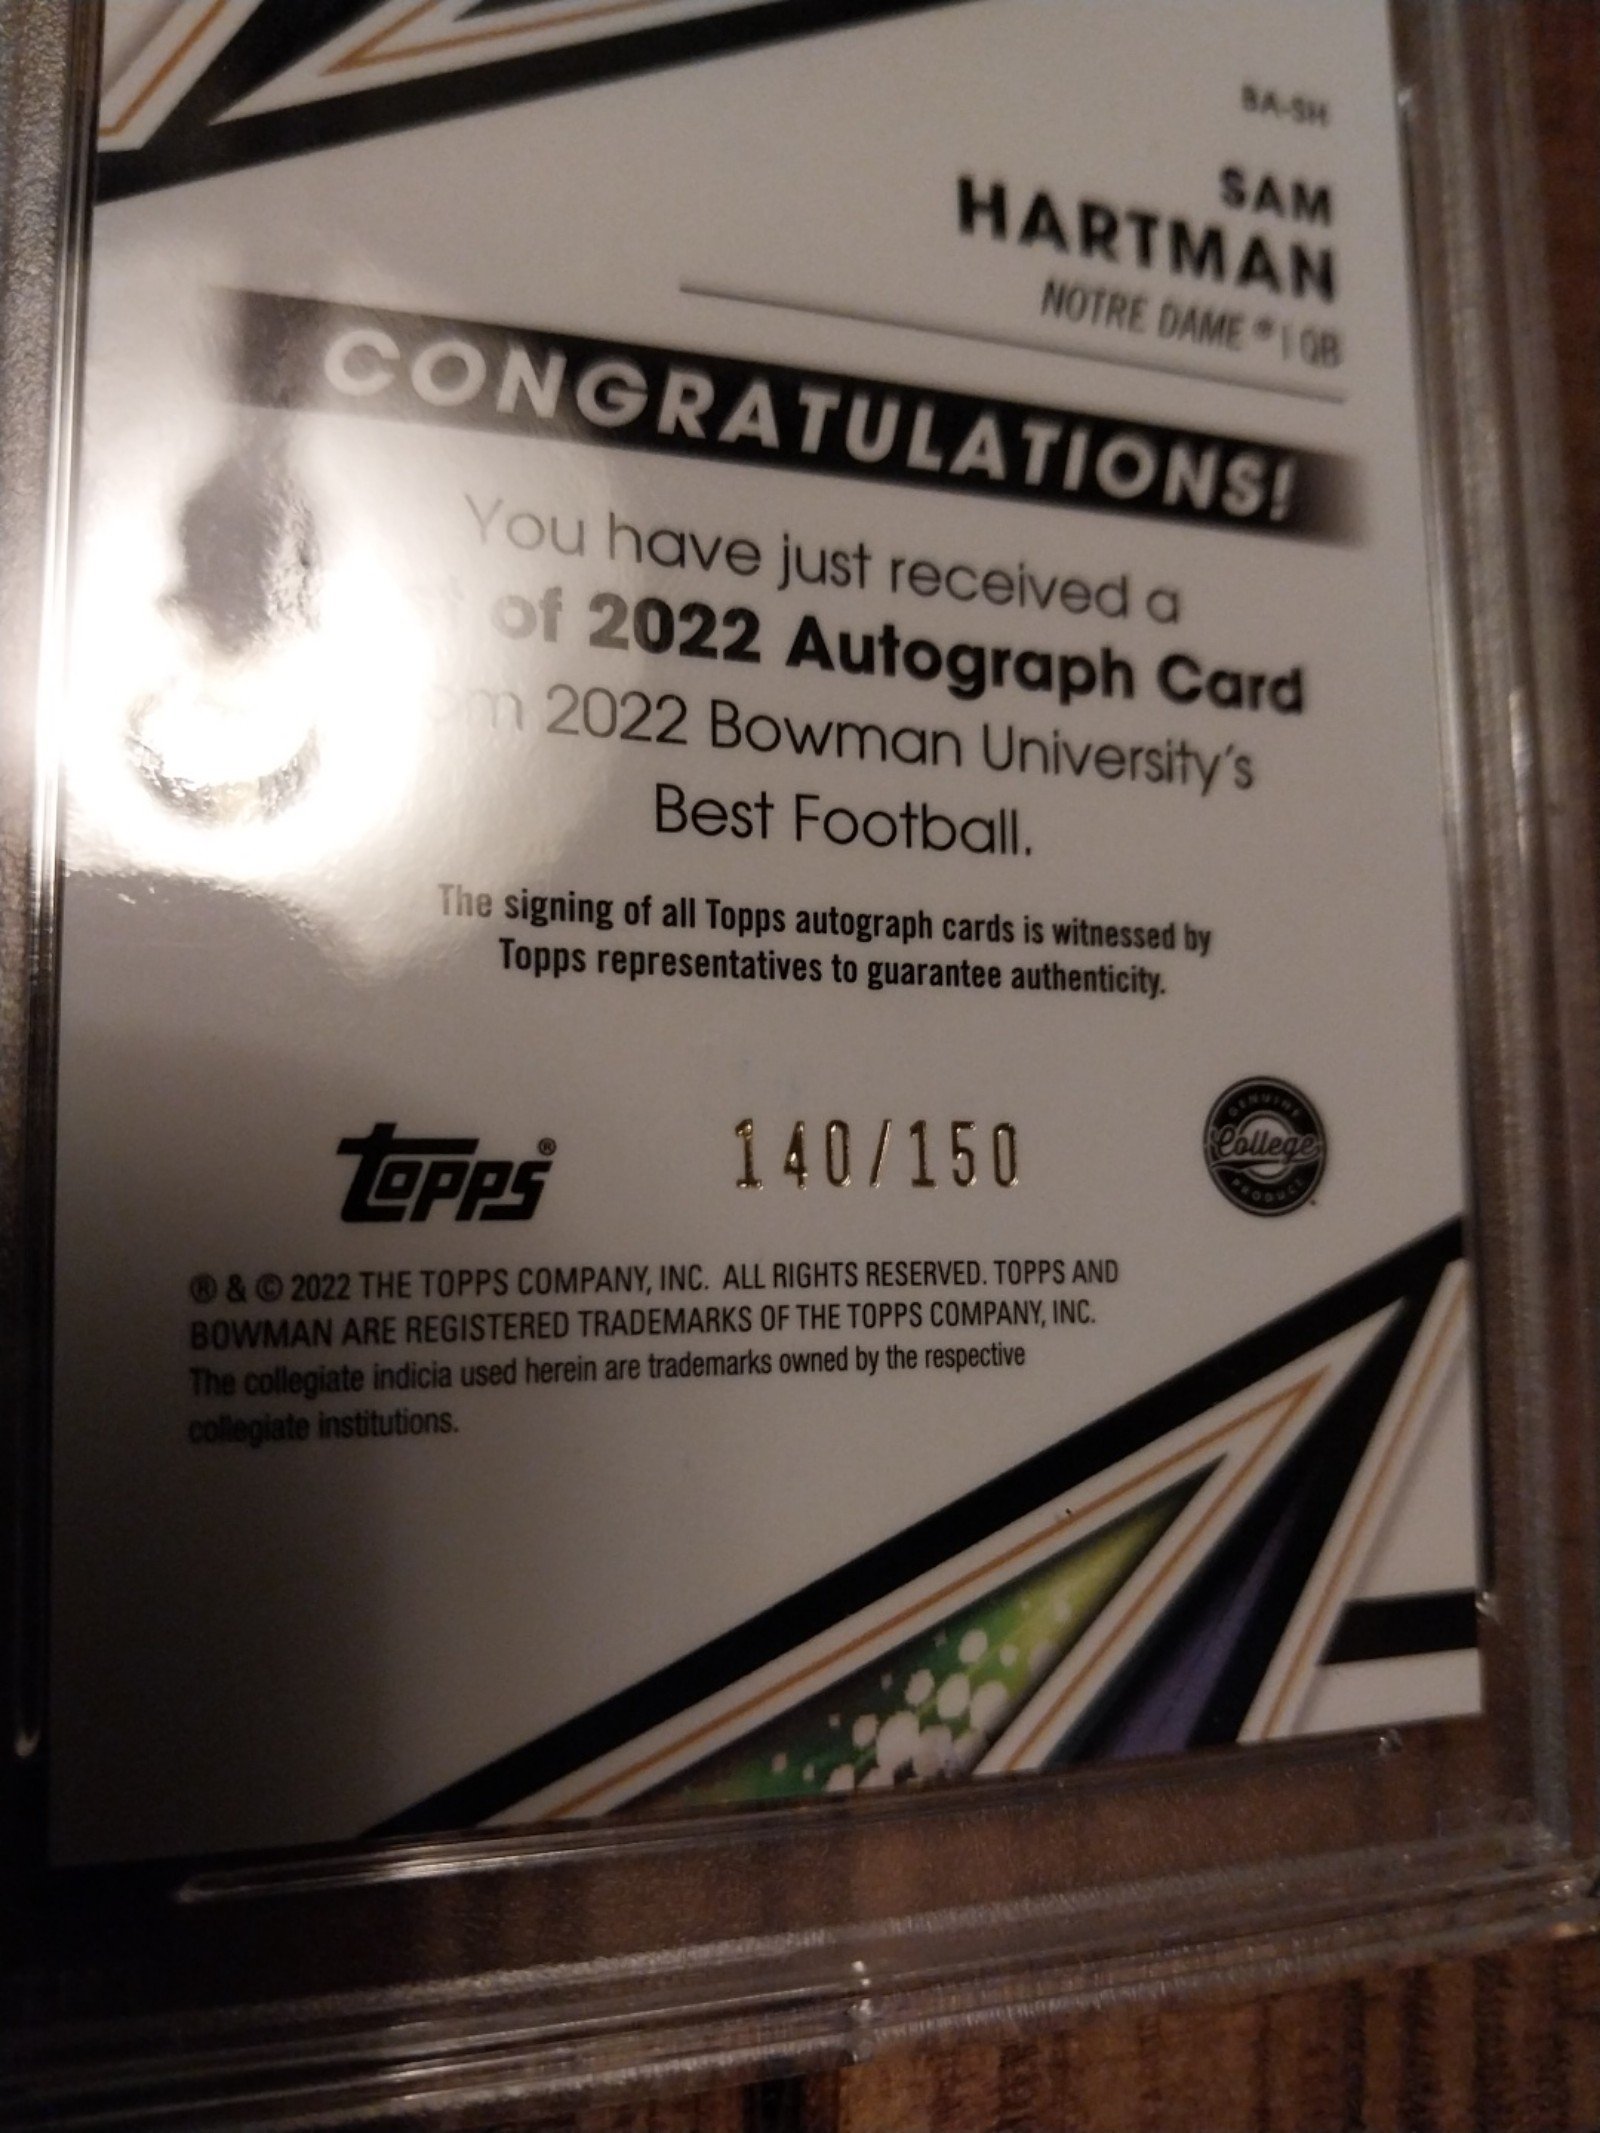 BA-SH
SAM
HARTMAN
NOTRE DAME ® | QB
CONGRATULATIONS!
You have just received a
of 2022 Autograph Card
2022 Bowman University's
Best Football.
The signing of all Topps autograph cards is witnessed by
Topps representatives to guarantee authenticity.
topps®
140/150
GENUINE
College
PRODUCT
® & © 2022 THE TOPPS COMPANY, INC. ALL RIGHTS RESERVED. TOPPS AND
BOWMAN ARE REGISTERED TRADEMARKS OF THE TOPPS COMPANY, INC.
The collegiate indicia used herein are trademarks owned by the respective
collegiate institutions.